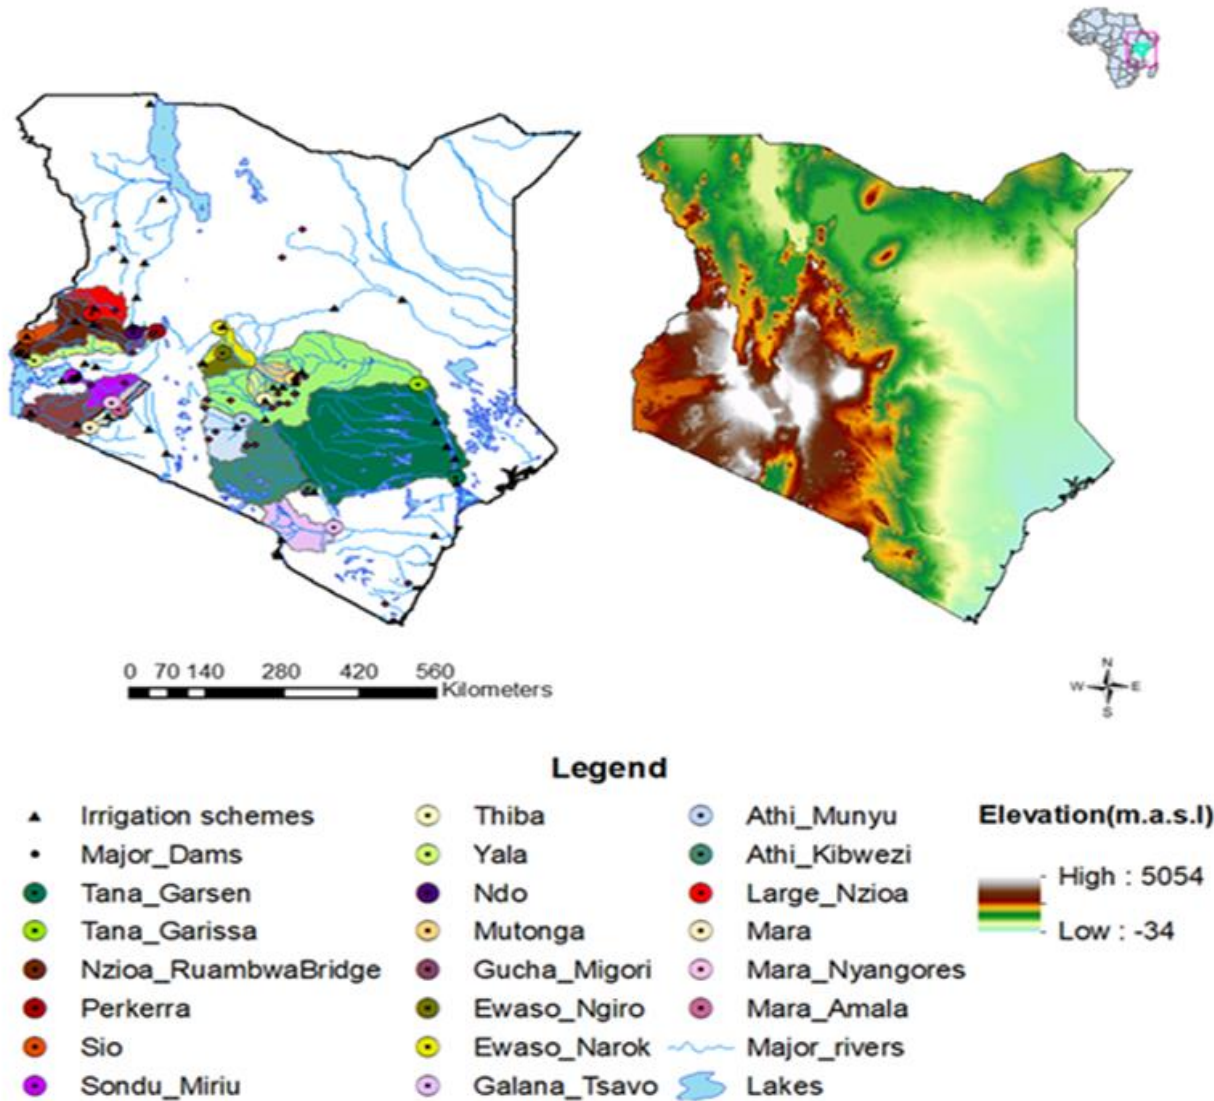 0 70 140 280 420 560
Kilometers
N
W E
S
Legend
Irrigation schemes
Major_Dams
Tana_Garsen
Tana_Garissa
Nzioa_RuambwaBridge
Perkerra
Sio
Sondu_Miriu
Thiba
Yala
Ndo
Mutonga
Gucha_Migori
Ewaso_Ngiro
Ewaso_Narok
Galana_Tsavo
Athi_Munyu
Athi_Kibwezi
Large_Nzioa
Mara
Mara_Nyangores
Mara_Amala
Major_rivers
Lakes
Elevation(m.a.s.l)
High : 5054
Low : -34